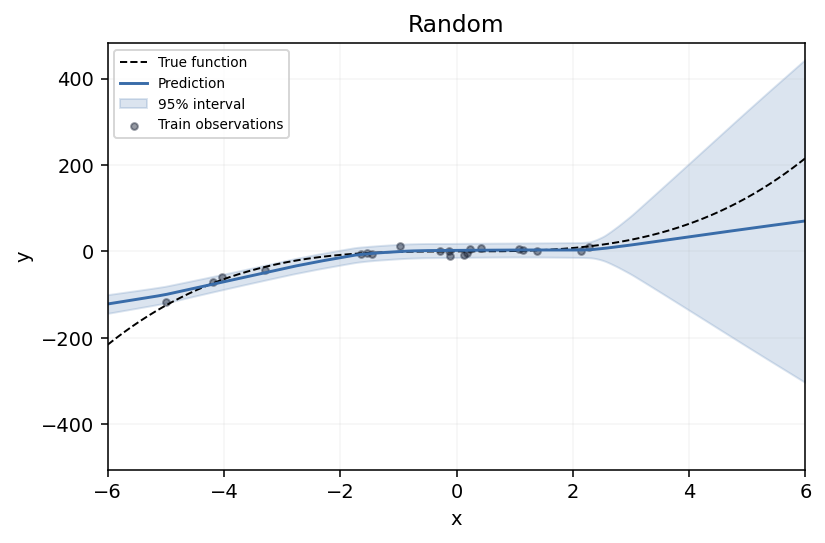 Random
True function
Prediction
95% interval
Train observations
400
200
0
−200
−400
y
−6 −4 −2 0 2 4 6
x